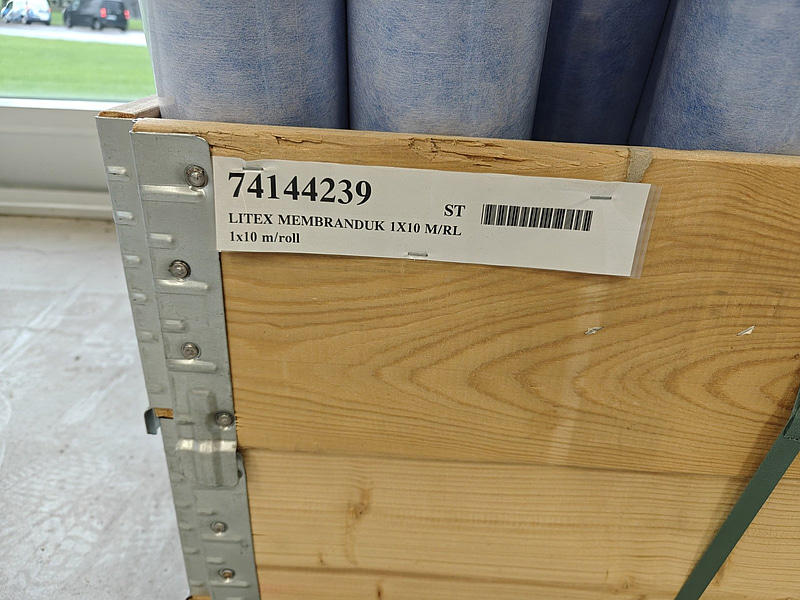 74144239
ST
LITEX MEMBRANDUK 1X10 M/RL
1x10 m/roll